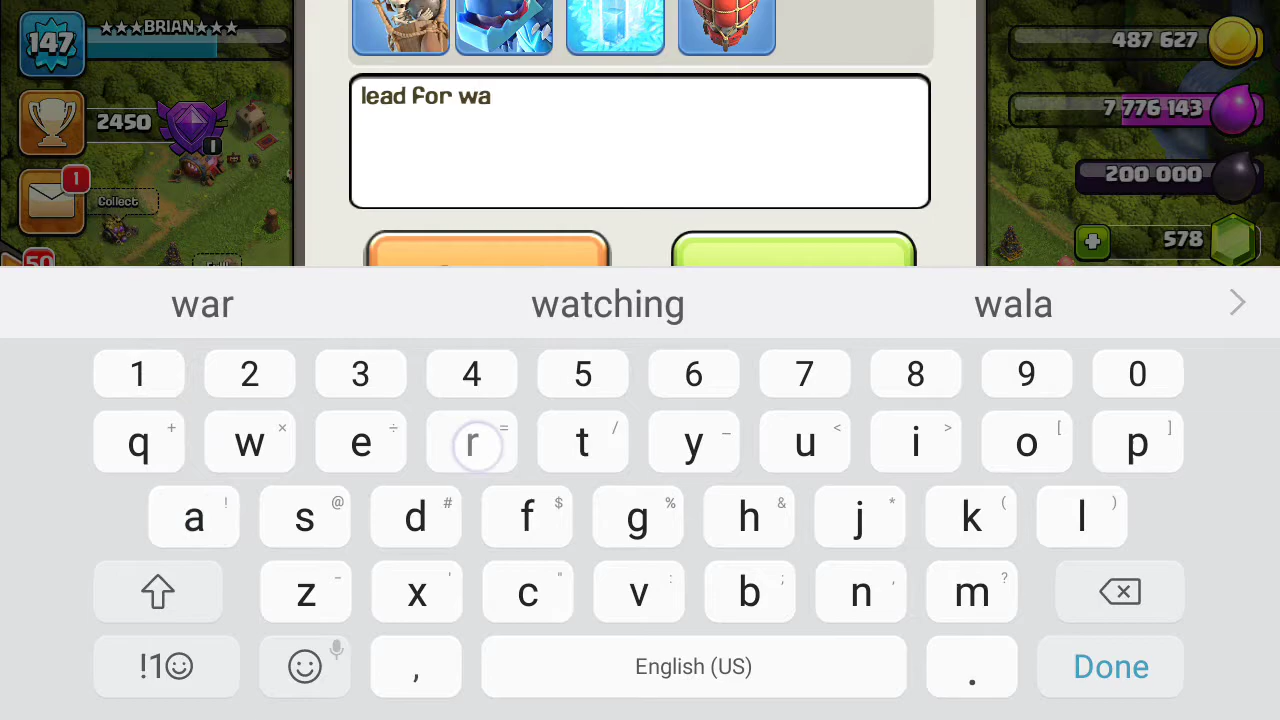 147
★★★BRIAN★★★
2450
I
1
Collect
50
lead for wa
487 627
7 776 143
200 000
578
war watching wala
1 2 3 4 5 6 7 8 9 0
q + w × e ÷ r = t / y _ u < i > o [ p ]
a ! s @ d # f $ g % h & j * k ( l )
z - x ' c " v : b ; n , m ?
!1☺ , English (US) . Done